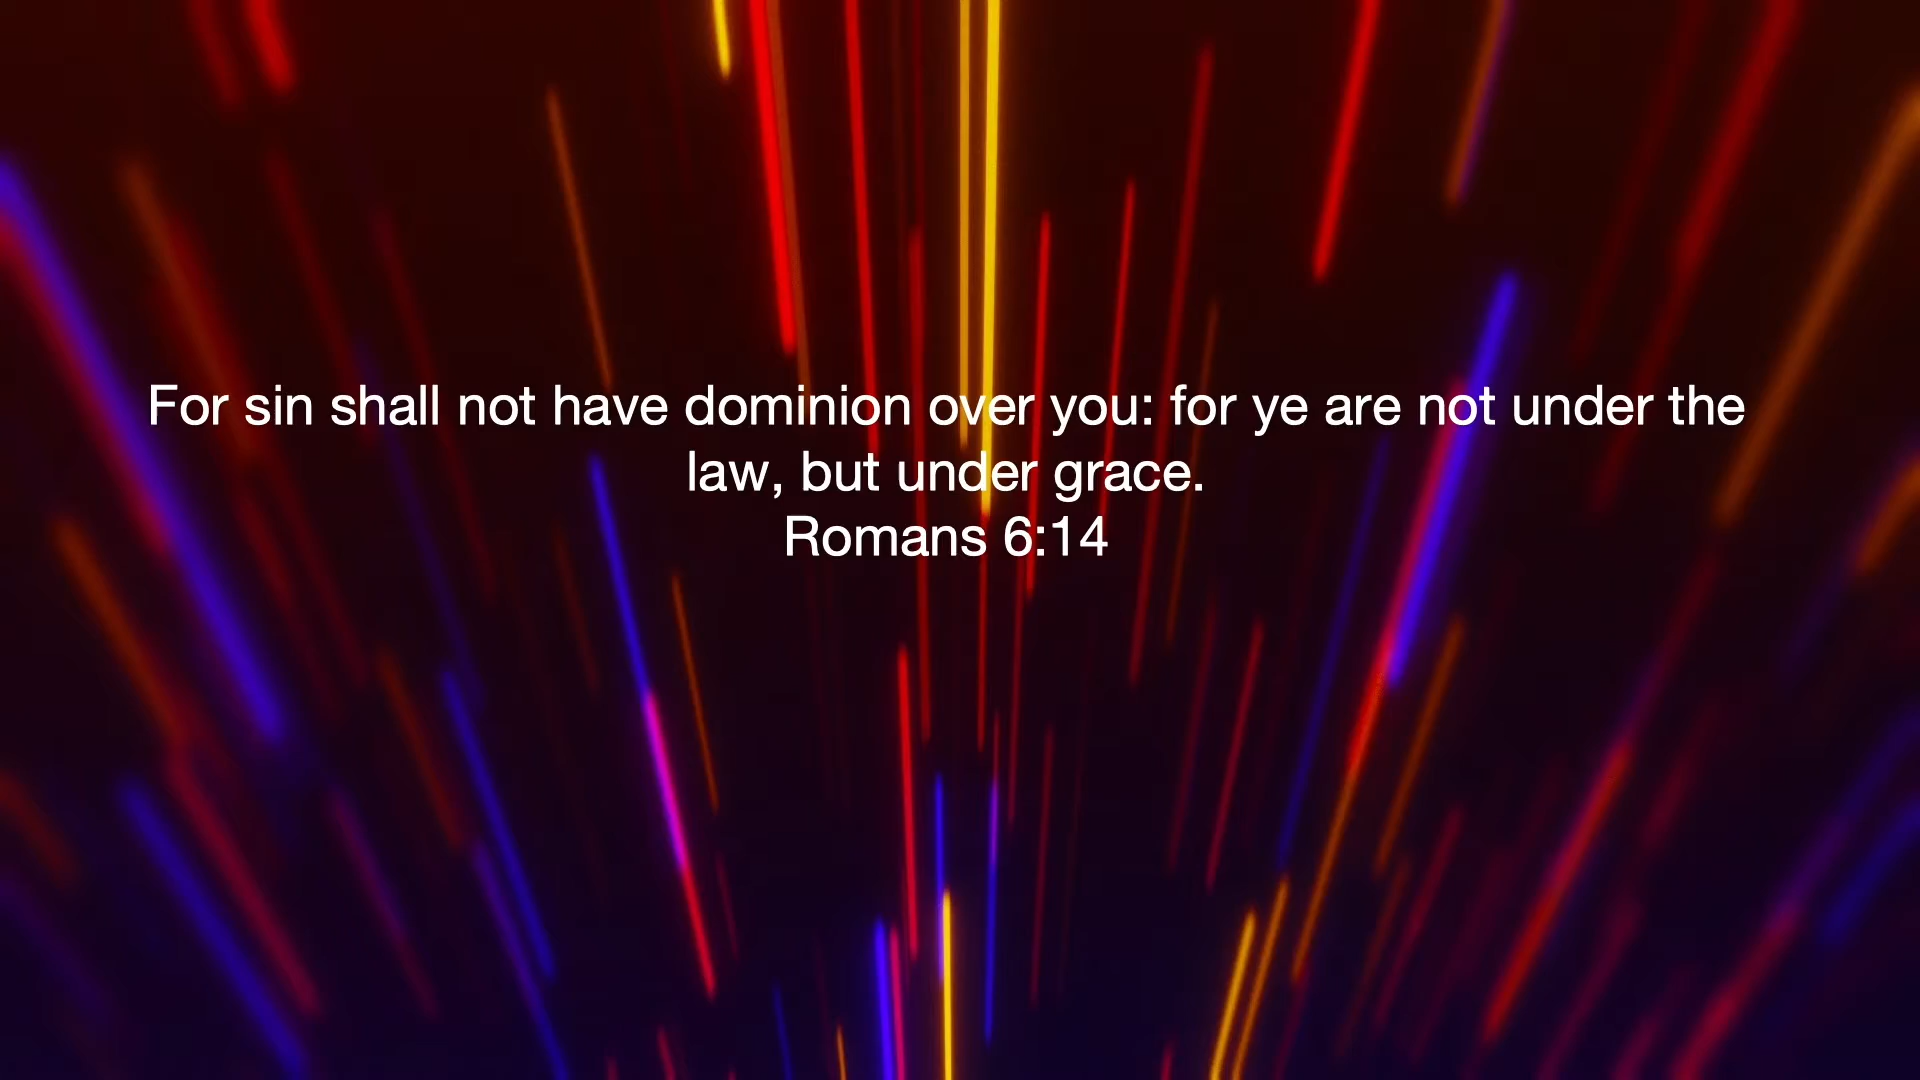 For sin shall not have dominion over you: for ye are not under the
law, but under grace.
Romans 6:14